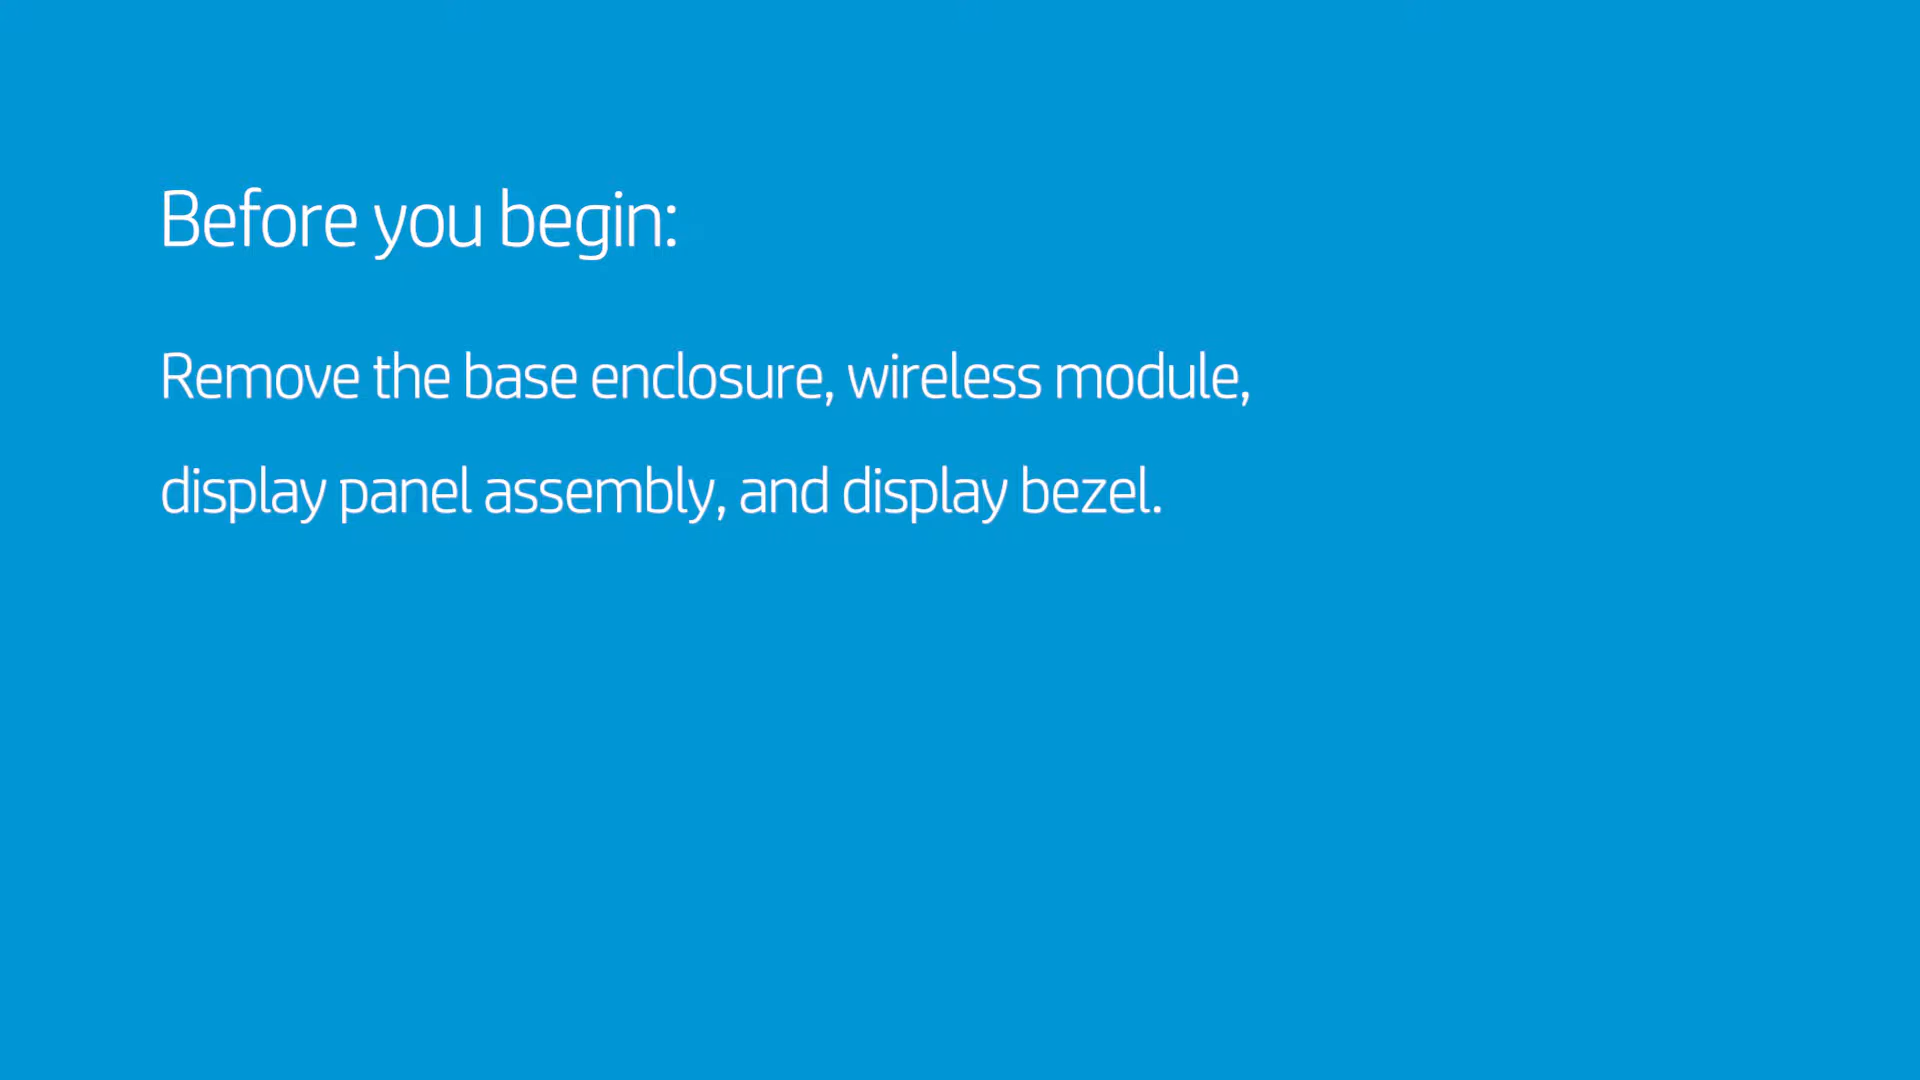 Before you begin:
Remove the base enclosure, wireless module,
display panel assembly, and display bezel.